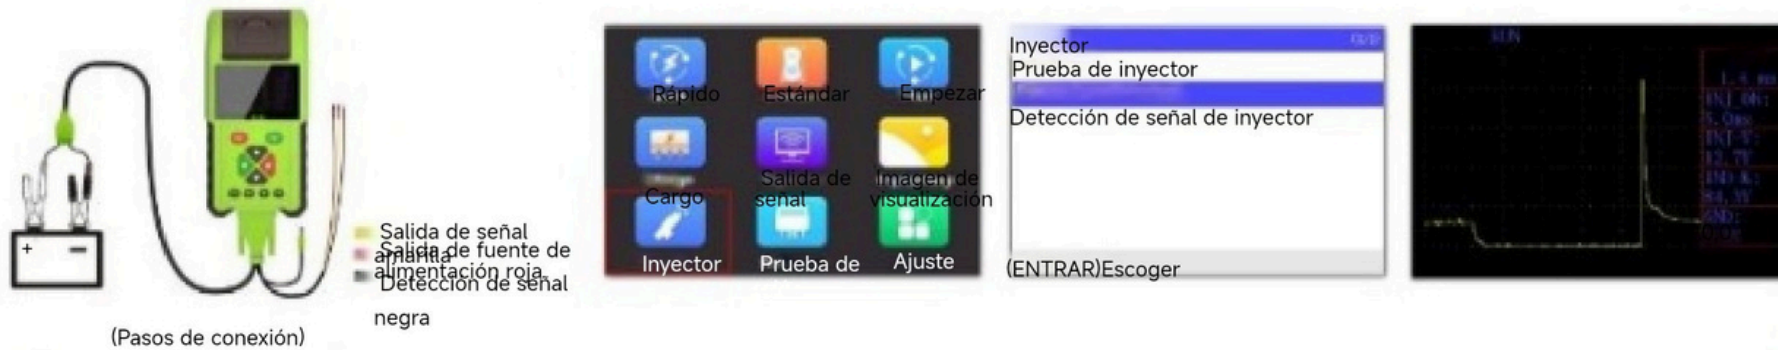 +
-
Salida de señal
amarilla
Salida de fuente de
alimentación roja
Detección de señal
negra
(Pasos de conexión)
Rápido
Estándar
Empezar
Cargo
Salida de
señal
Imagen de
visualización
Inyector
Prueba de
Ajuste
Inyector
Prueba de inyector
Detección de señal de inyector
(ENTRAR)Escoger
RUN